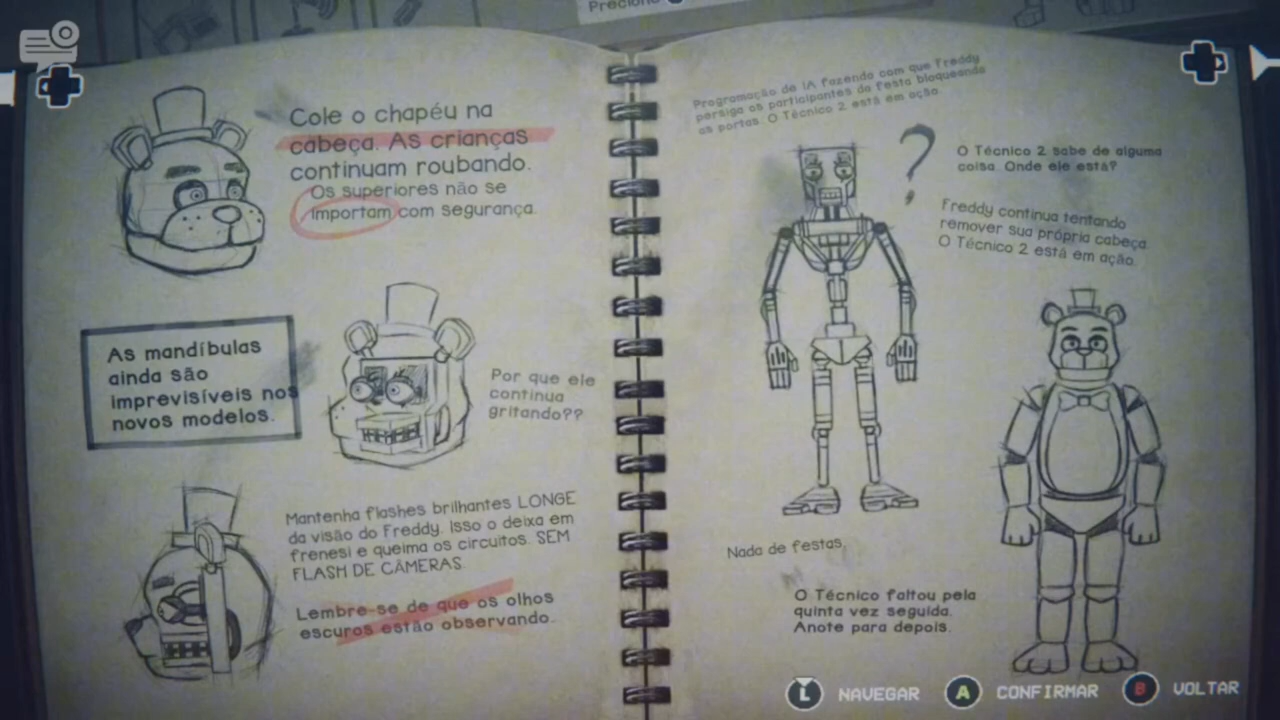 Cole o chapéu na
cabeça. As crianças
continuam roubando.
Os superiores não se
importam com segurança.
As mandíbulas
ainda são
imprevisíveis nos
novos modelos.
Por que ele
continua
gritando??
Mantenha flashes brilhantes LONGE
da visão do Freddy. Isso o deixa em
frenesi e queima os circuitos. SEM
FLASH DE CÂMERAS.
Lembre-se de que os olhos
escuros estão observando.
Programação de IA fazendo com que Freddy
persiga os participantes da festa bloqueando
as portas. O Técnico 2 está em ação.
?
O Técnico 2 sabe de alguma
coisa. Onde ele está?
Freddy continua tentando
remover sua própria cabeça.
O Técnico 2 está em ação.
Nada de festas.
O Técnico faltou pela
quinta vez seguida.
Anote para depois.
L NAVEGAR A CONFIRMAR B VOLTAR